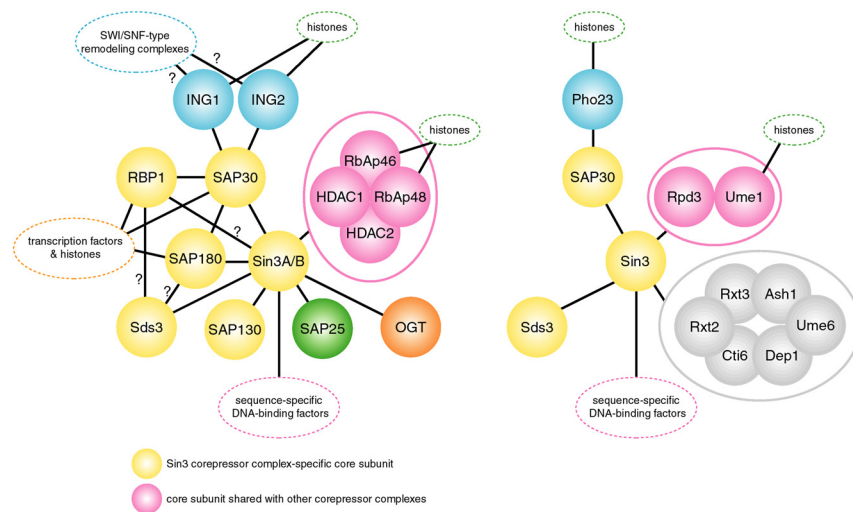 SWI/SNF-type
remodeling complexes
histones
?
?
ING1
ING2
histones
RBP1
SAP30
RbAp46
HDAC1
RbAp48
HDAC2
transcription factors
& histones
?
SAP180
Sin3A/B
?
?
Sds3
SAP130
SAP25
OGT
sequence-specific
DNA-binding factors
histones
Pho23
histones
SAP30
Rpd3
Ume1
Sin3
Rxt3
Ash1
Sds3
Rxt2
Ume6
Cti6
Dep1
sequence-specific
DNA-binding factors
Sin3 corepressor complex-specific core subunit
core subunit shared with other corepressor complexes